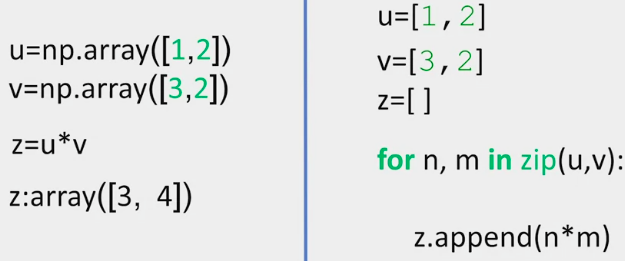 u=np.array([1,2])
v=np.array([3,2])
z=u*v
z:array([3, 4])
u=[1,2]
v=[3,2]
z=[ ]
for n, m in zip(u,v):
z.append(n*m)